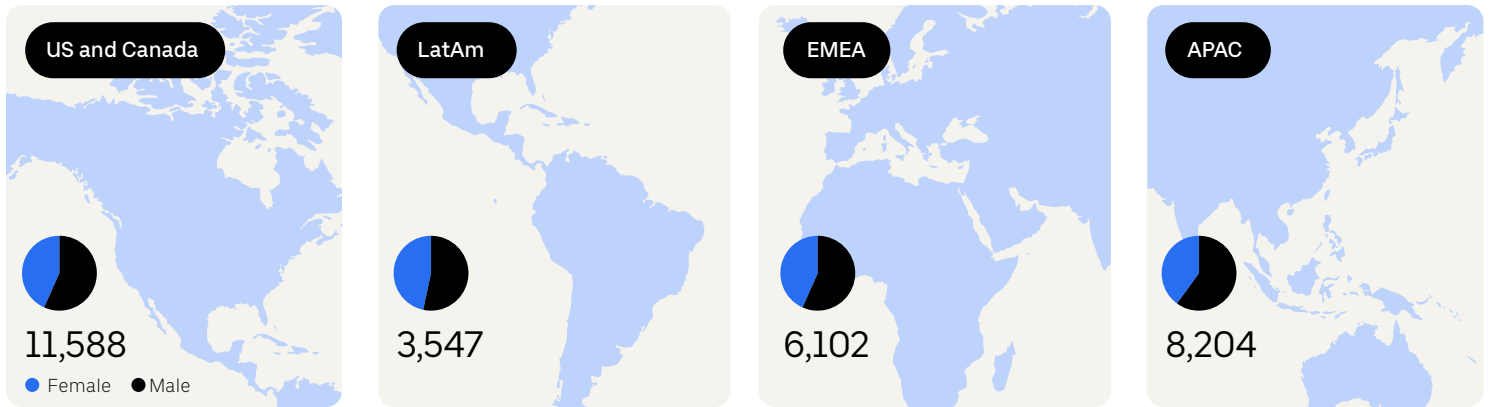 US and Canada
11,588
Female
Male
LatAm
3,547
EMEA
6,102
APAC
8,204